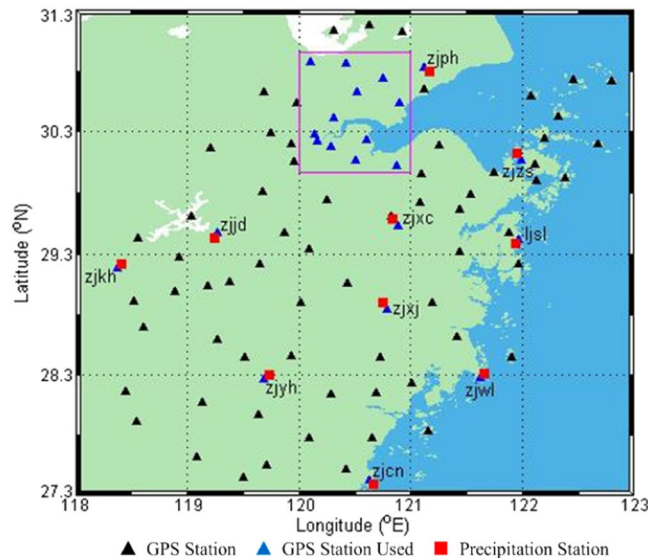 31.3
zjph
30.3
zjzs
zjxc
zjjd
ljsl
29.3
zjkh
zjxj
28.3
zjyh
zjwl
zjcn
27.3
118
119
120
121
122
123
Latitude (°N)
Longitude (°E)
GPS Station
GPS Station Used
Precipitation Station